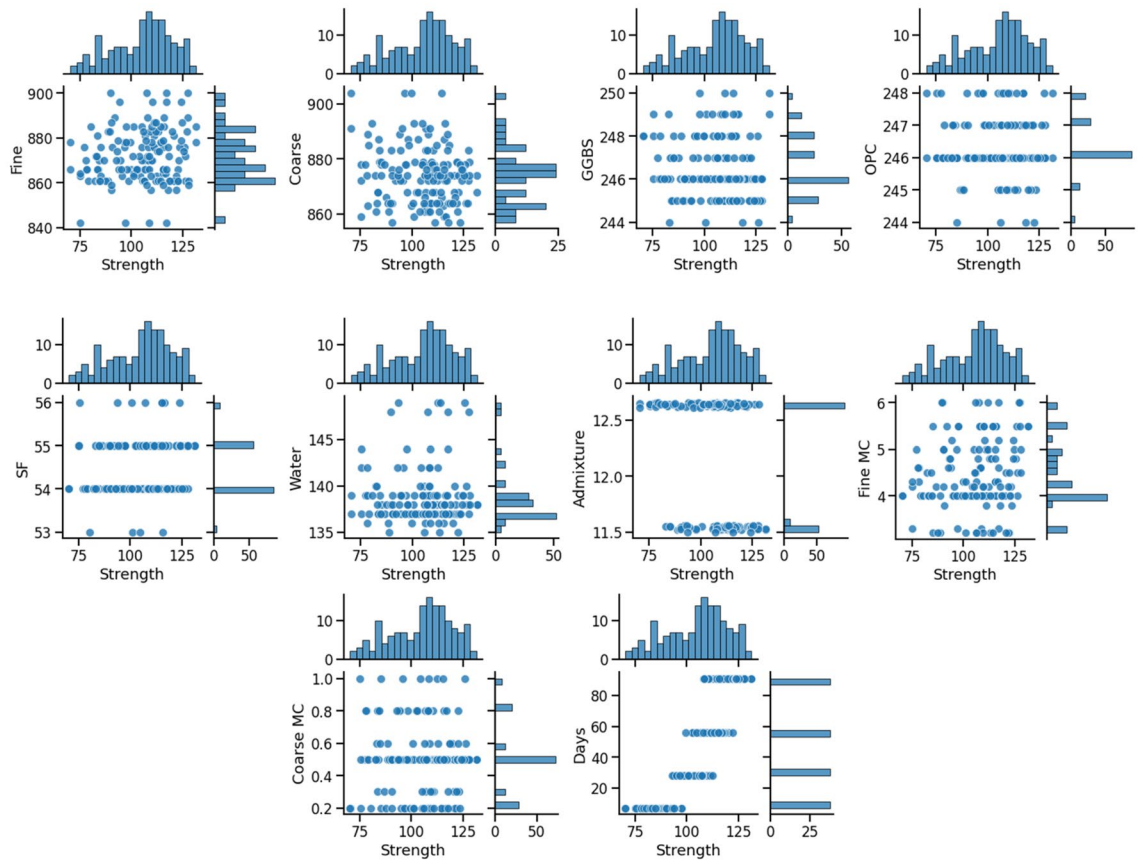 10
0
10
0
10
0
10
0
900
880
860
840
Fine
75 100 125
Strength
900
880
860
Coarse
75 100 125
Strength
0 25
250
248
246
244
GGBS
75 100 125
Strength
0 50
248
247
246
245
244
OPC
75 100 125
Strength
0 50
10
0
10
0
10
0
10
0
56
55
54
53
SF
75 100 125
Strength
0 50
145
140
135
Water
75 100 125
Strength
0 50
12.5
12.0
11.5
Admixture
75 100 125
Strength
0 50
6
5
4
Fine MC
75 100 125
Strength
10
0
10
0
1.0
0.8
0.6
0.4
0.2
Coarse MC
75 100 125
Strength
0 50
80
60
40
20
Days
75 100 125
Strength
0 25